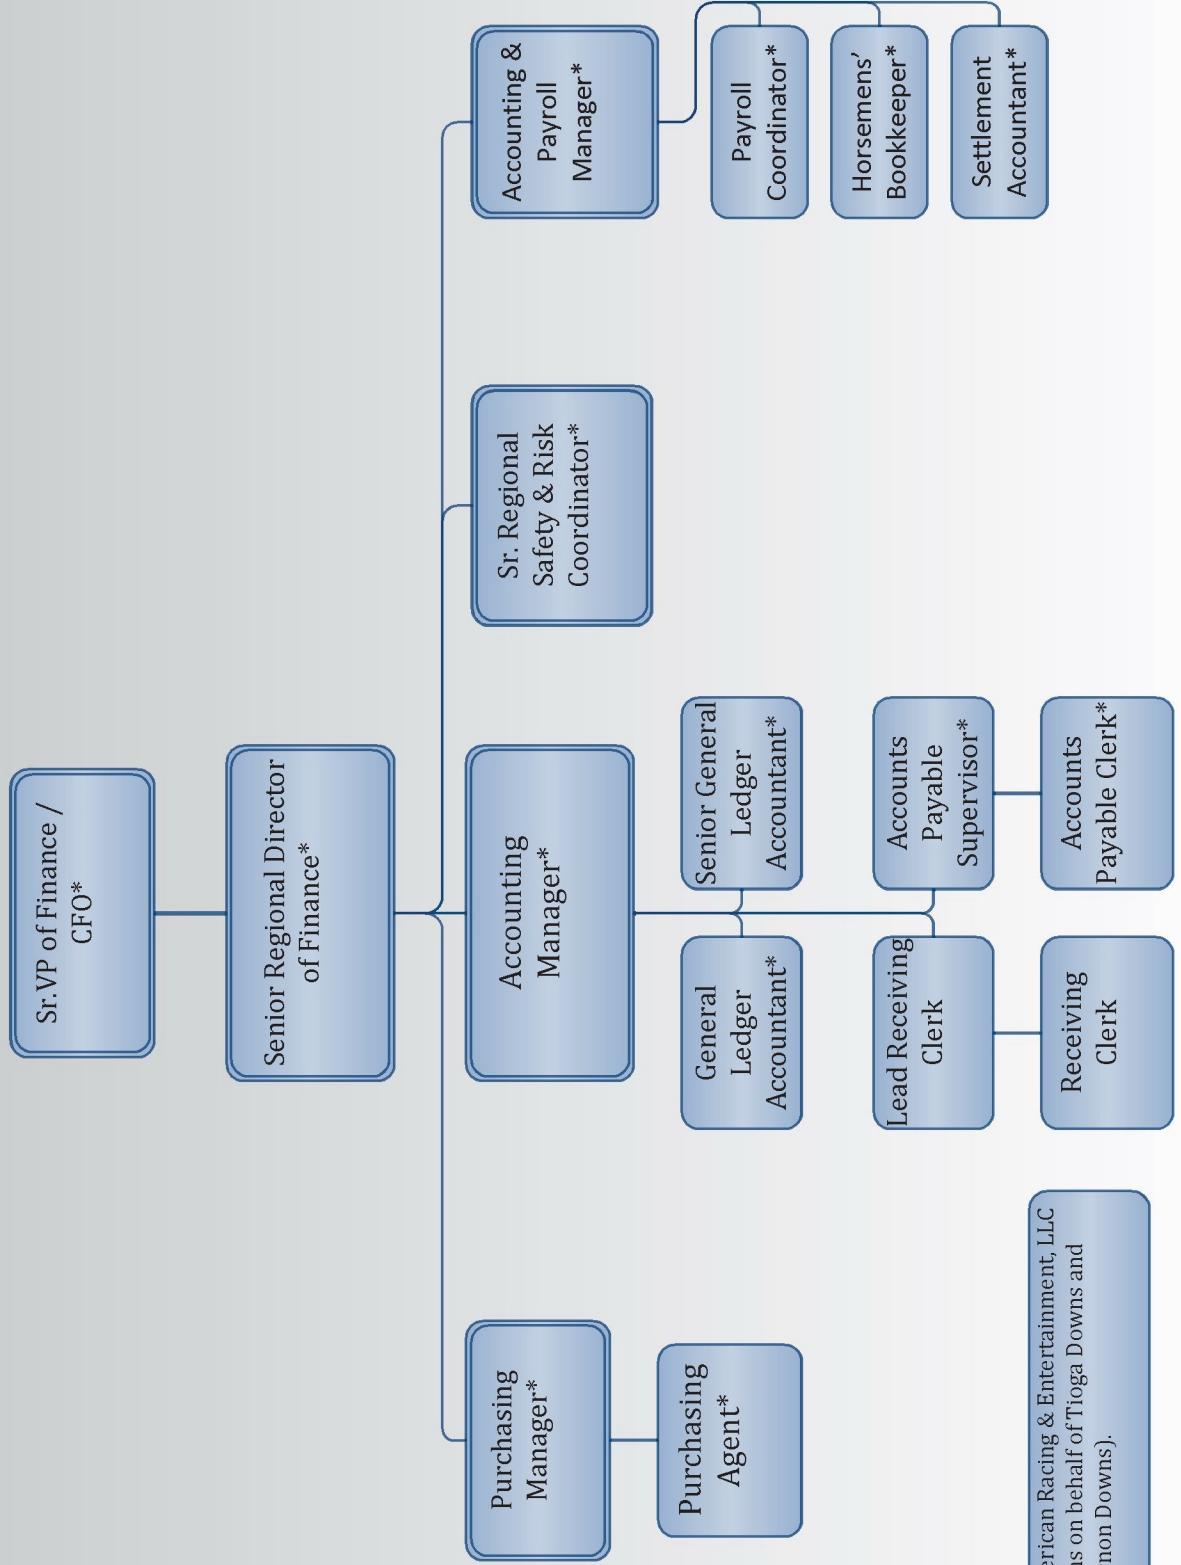 Sr.VP of Finance /
CFO*
Senior Regional Director
of Finance*
Purchasing
Manager*
Accounting
Manager*
Sr. Regional
Safety & Risk
Coordinator*
Accounting &
Payroll
Manager*
Purchasing
Agent*
General
Ledger
Accountant*
Senior General
Ledger
Accountant*
Lead Receiving
Clerk
Accounts
Payable
Supervisor*
Receiving
Clerk
Accounts
Payable Clerk*
Payroll
Coordinator*
Horsemens’
Bookkeeper*
Settlement
Accountant*
Racing & Entertainment, LLC
on behalf of Tioga Downs and
Downs).